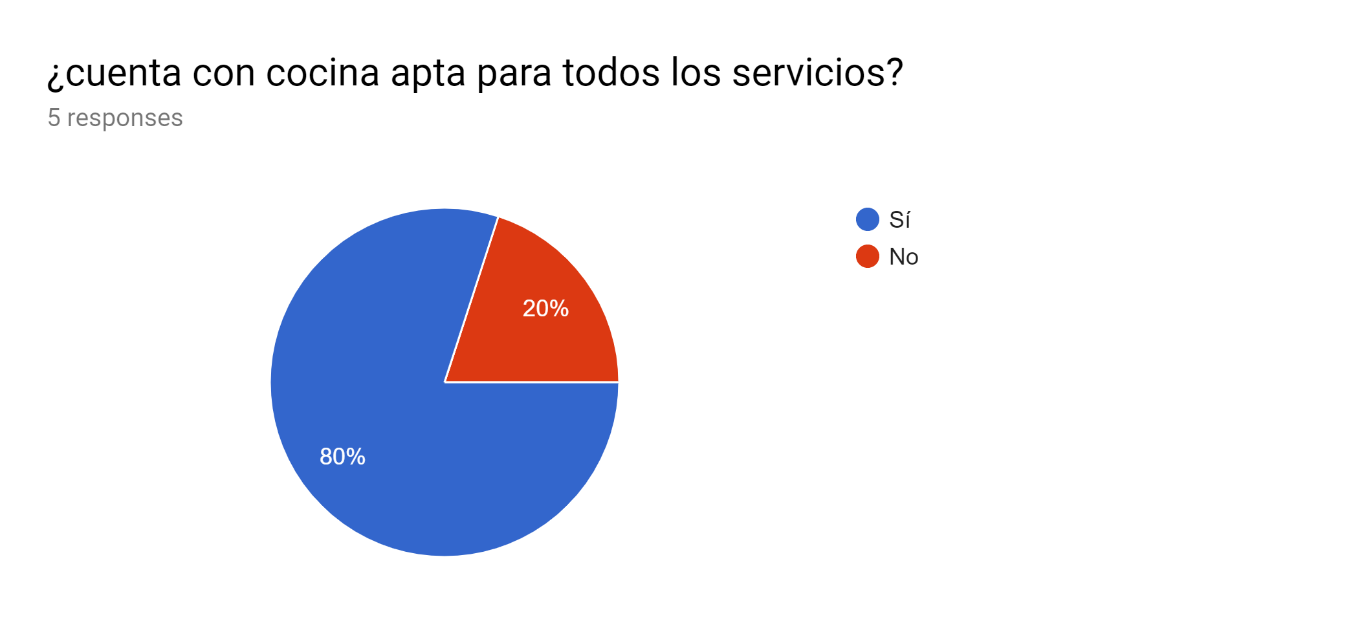 ¿cuenta con cocina apta para todos los servicios?
5 responses
Sí
No
20%
80%